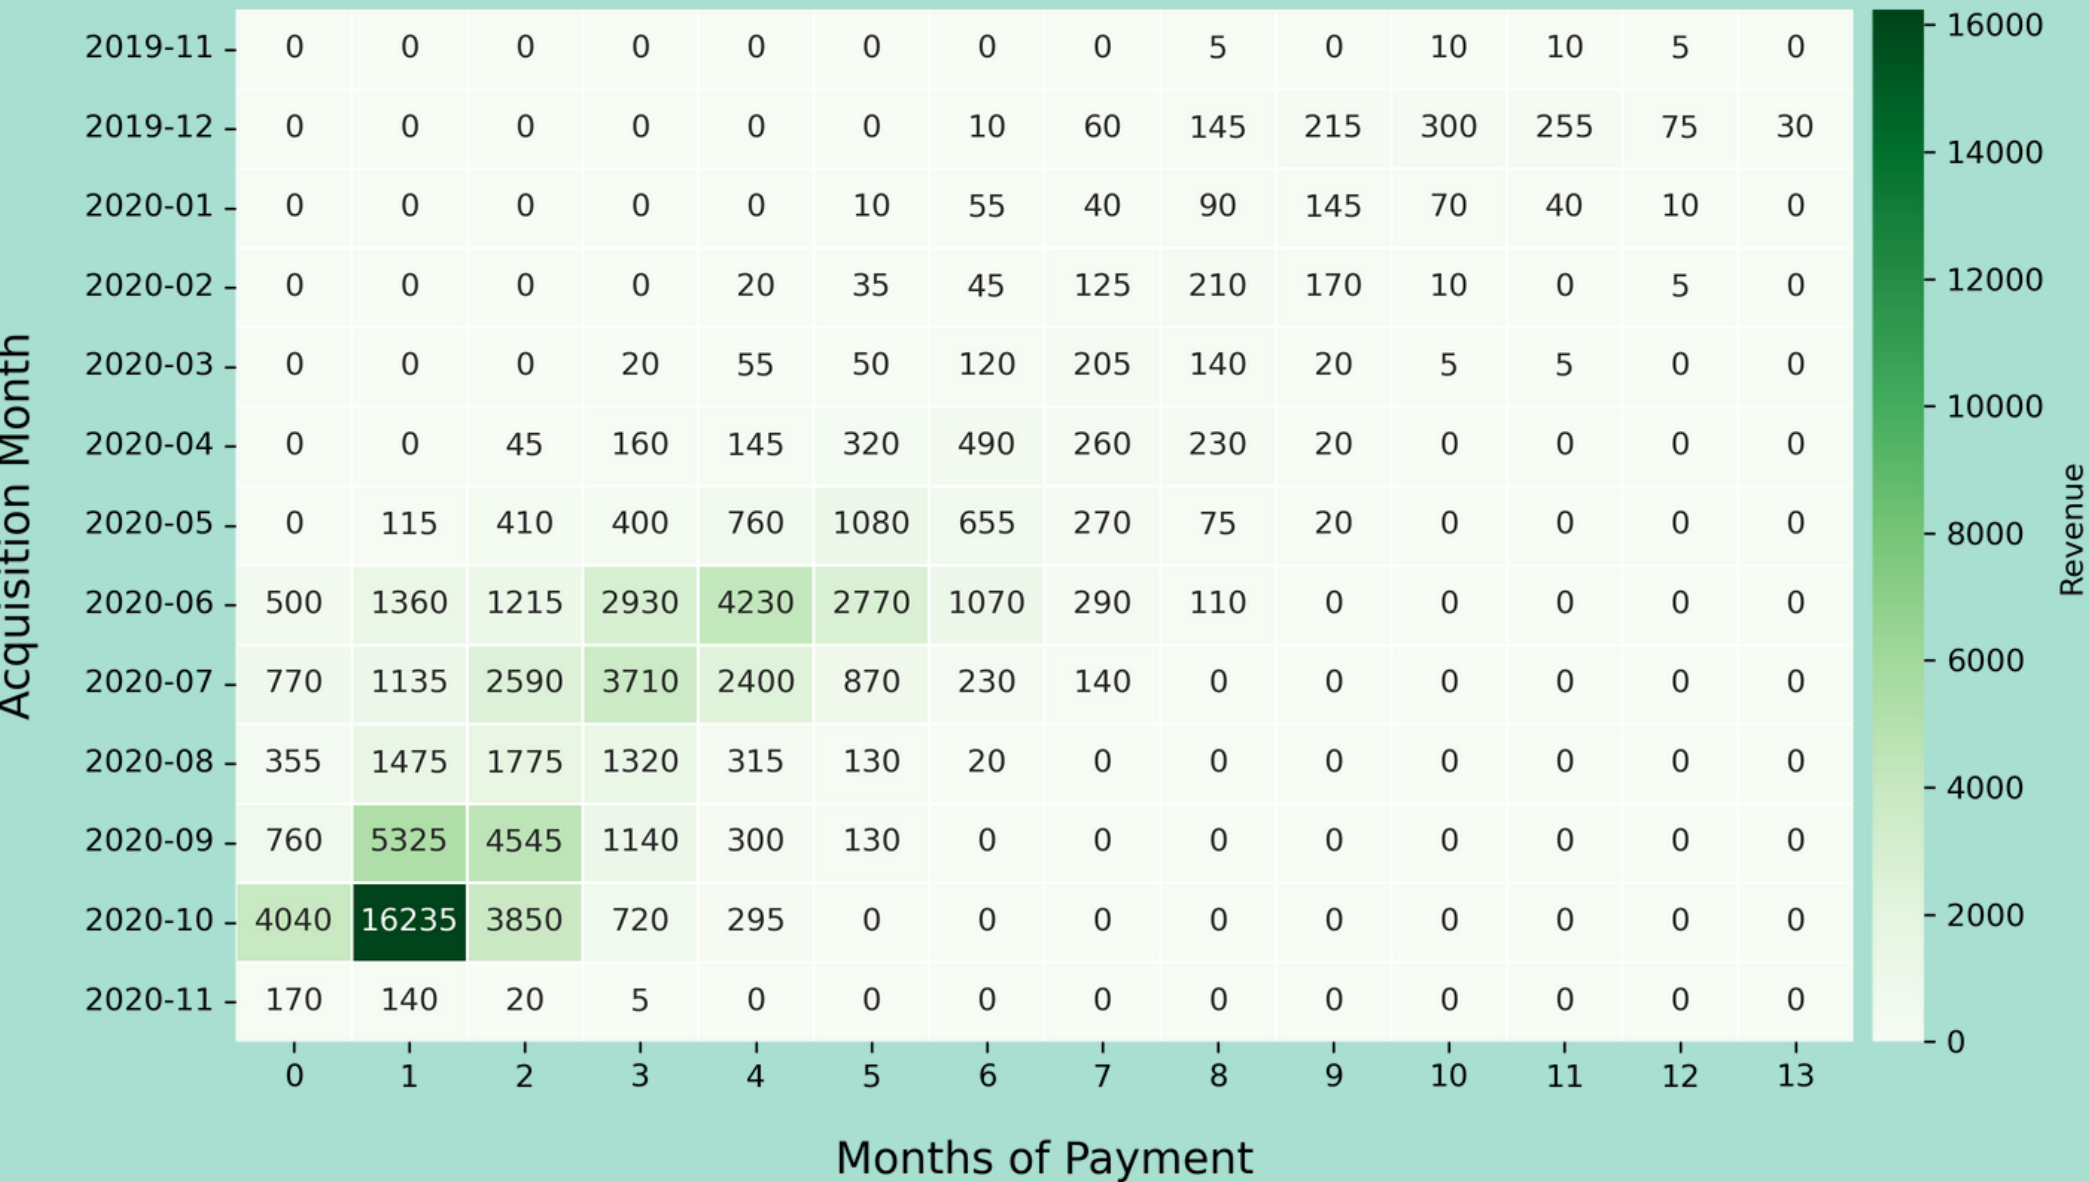 2019-11 0 0 0 0 0 0 0 0 5 0 10 10 5 0
2019-12 0 0 0 0 0 0 10 60 145 215 300 255 75 30
2020-01 0 0 0 0 0 10 55 40 90 145 70 40 10 0
2020-02 0 0 0 0 20 35 45 125 210 170 10 0 5 0
2020-03 0 0 0 20 55 50 120 205 140 20 5 5 0 0
2020-04 0 0 45 160 145 320 490 260 230 20 0 0 0 0
2020-05 0 115 410 400 760 1080 655 270 75 20 0 0 0 0
2020-06 500 1360 1215 2930 4230 2770 1070 290 110 0 0 0 0 0
2020-07 770 1135 2590 3710 2400 870 230 140 0 0 0 0 0 0
2020-08 355 1475 1775 1320 315 130 20 0 0 0 0 0 0 0
2020-09 760 5325 4545 1140 300 130 0 0 0 0 0 0 0 0
2020-10 4040 16235 3850 720 295 0 0 0 0 0 0 0 0 0
2020-11 170 140 20 5 0 0 0 0 0 0 0 0 0 0
0 1 2 3 4 5 6 7 8 9 10 11 12 13
Months of Payment
Acquisition Month
16000
14000
12000
10000
8000
6000
4000
2000
0
Revenue